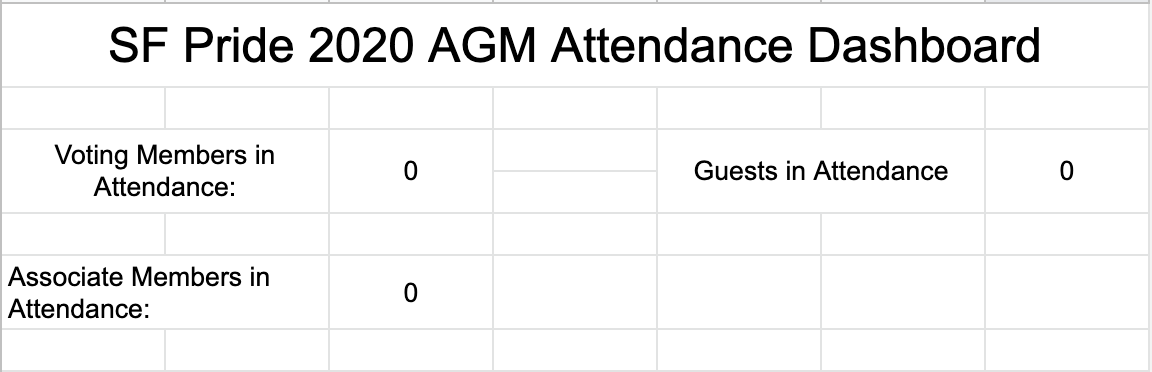 SF Pride 2020 AGM Attendance Dashboard
Voting Members in
Attendance:
0
Guests in Attendance
0
Associate Members in
Attendance:
0